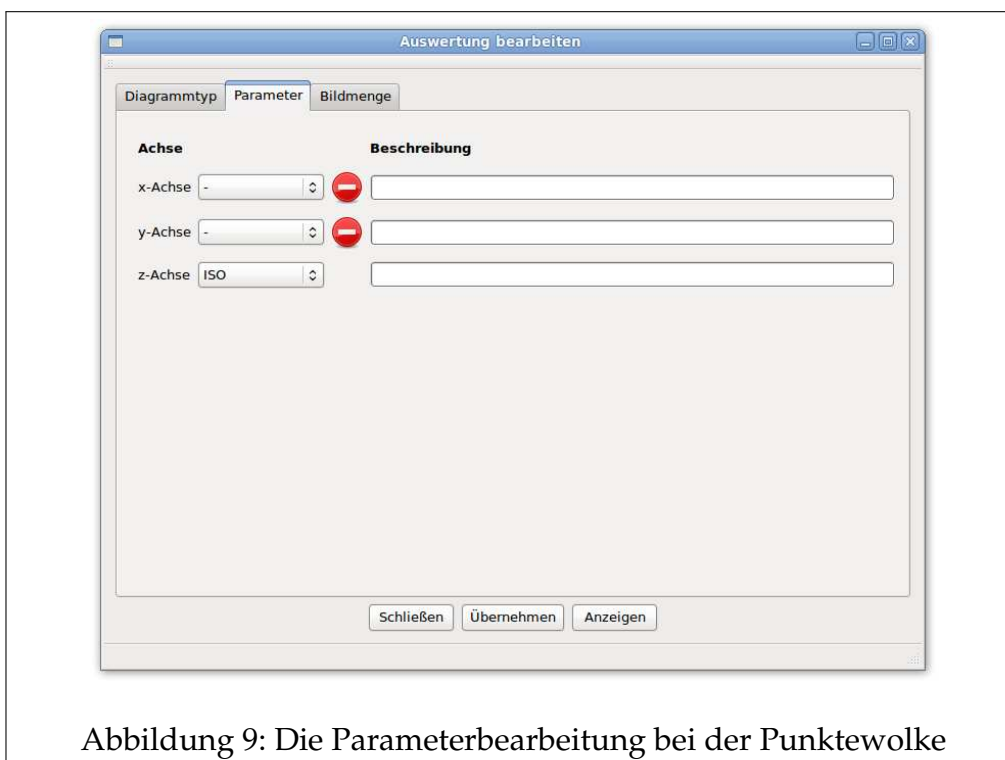 Auswertung bearbeiten
Diagrammtyp Parameter Bildmenge
Achse Beschreibung
x-Achse -
y-Achse -
z-Achse ISO
Schließen Übernehmen Anzeigen
Abbildung 9: Die Parameterbearbeitung bei der Punktewolke